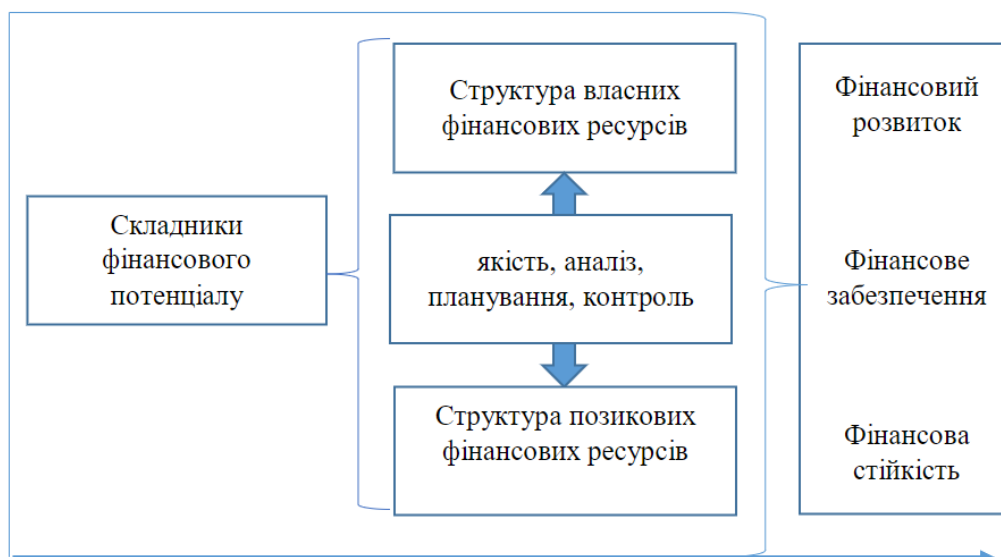 Складники
фінансового
потенціалу
Структура власних
фінансових ресурсів
якість, аналіз,
планування, контроль
Структура позикових
фінансових ресурсів
Фінансовий
розвиток
Фінансове
забезпечення
Фінансова
стійкість